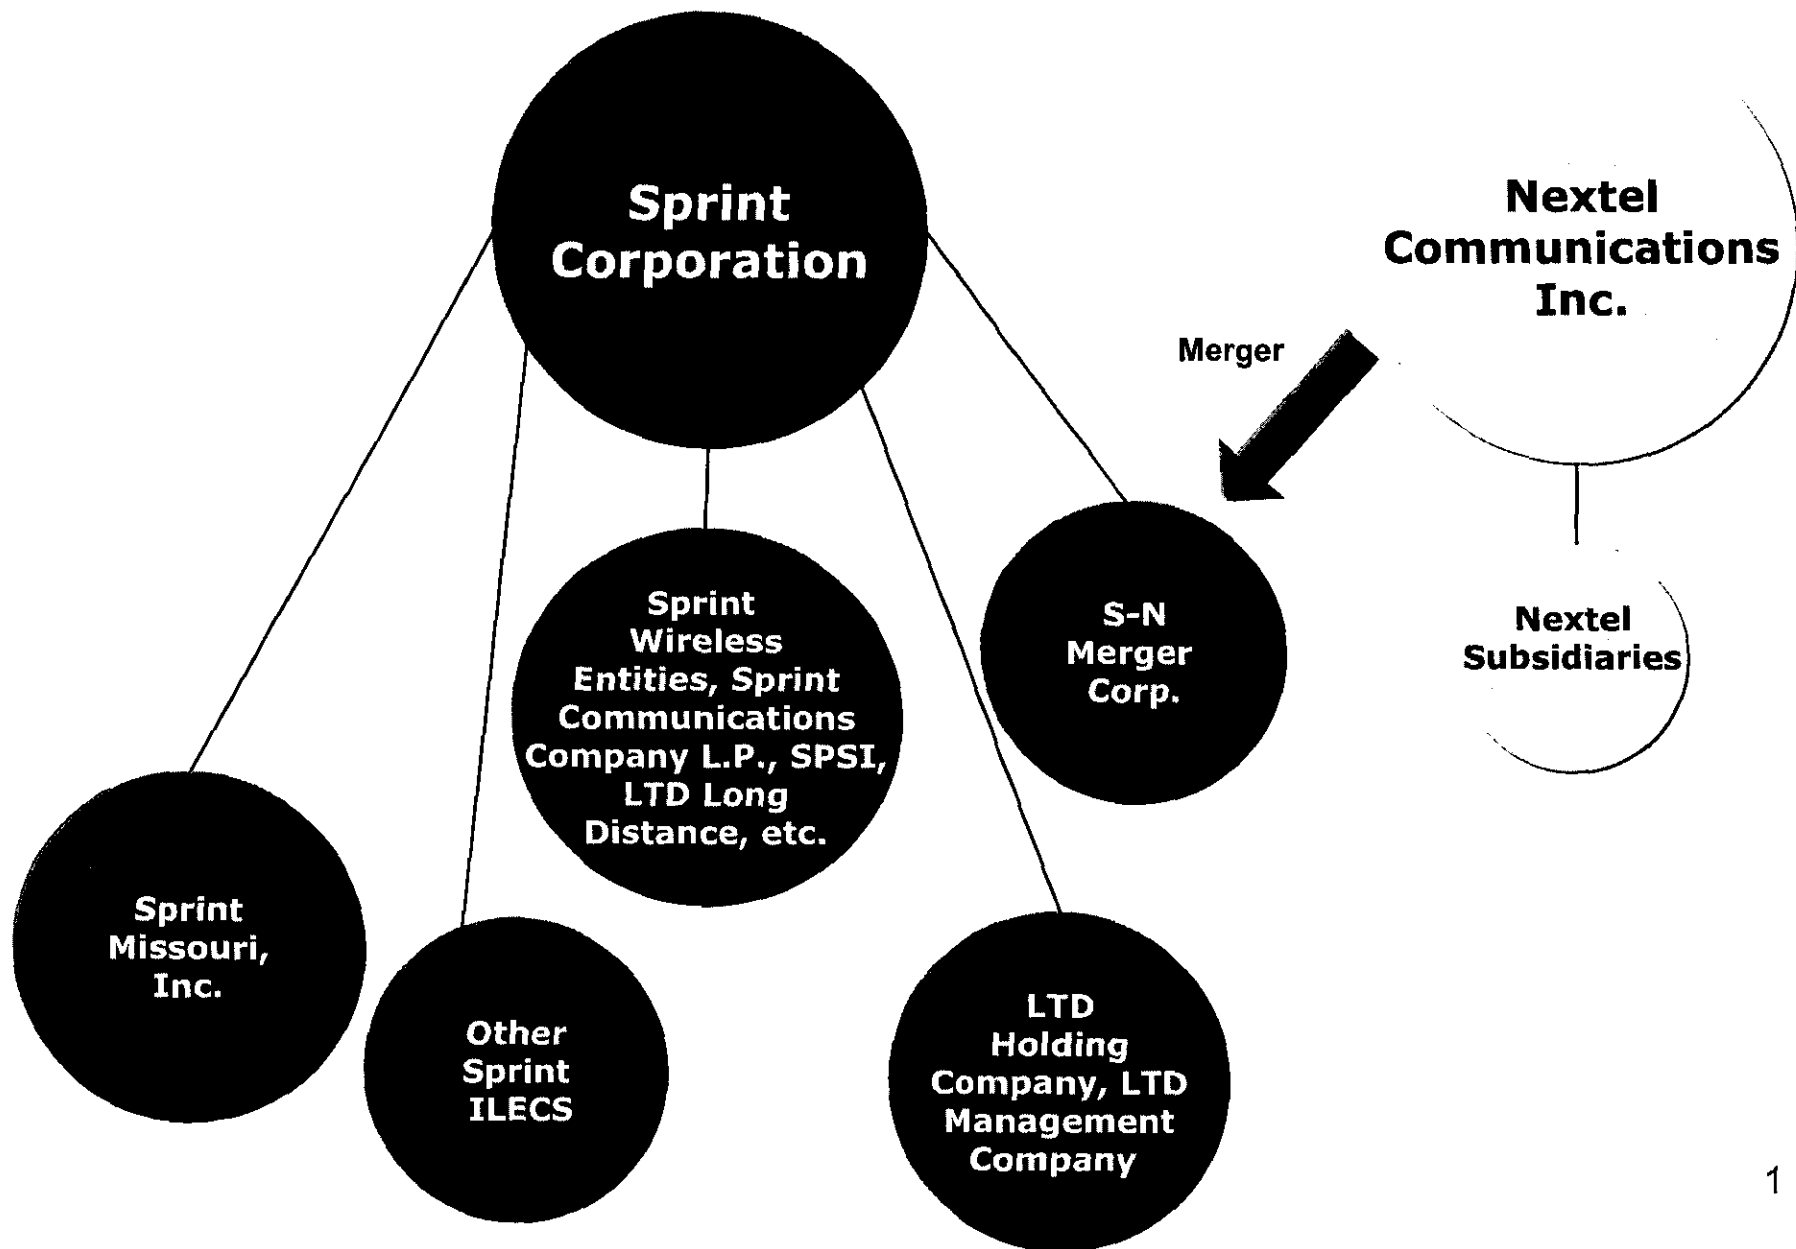 Sprint
Corporation
Nextel
Communications
Inc.
Merger
Sprint
Wireless
Entities, Sprint
Communications
Company L.P., SPSI,
LTD Long
Distance, etc.
S-N
Merger
Corp.
Nextel
Subsidiaries
Sprint
Missouri,
Inc.
Other
Sprint
ILECS
LTD
Holding
Company, LTD
Management
Company
1